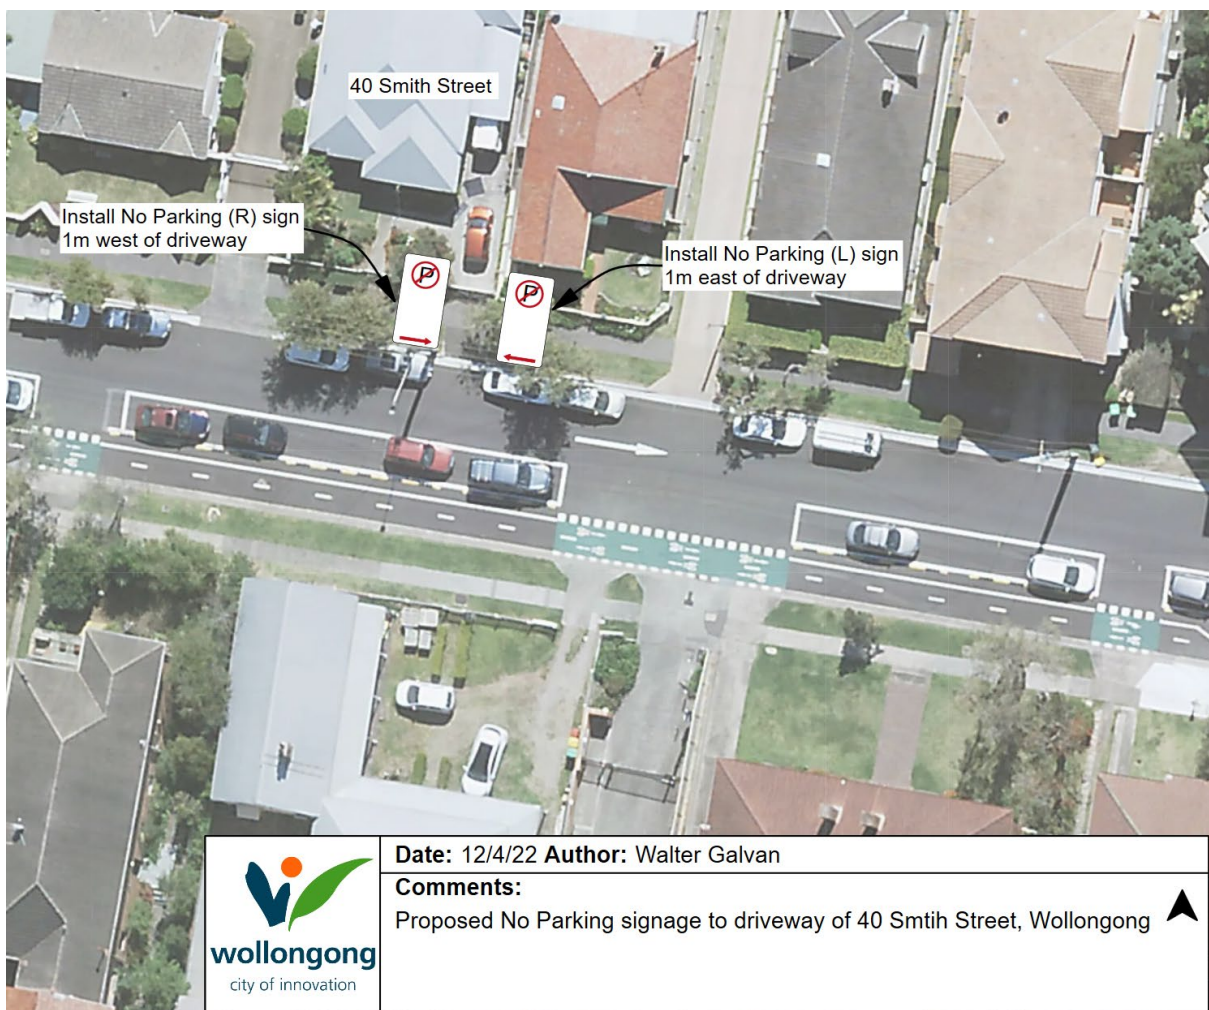 40 Smith Street
Install No Parking (R) sign
1m west of driveway
P
P
Install No Parking (L) sign
1m east of driveway
wollongong
city of innovation
Date: 12/4/22 Author: Walter Galvan
Comments:
Proposed No Parking signage to driveway of 40 Smtih Street, Wollongong